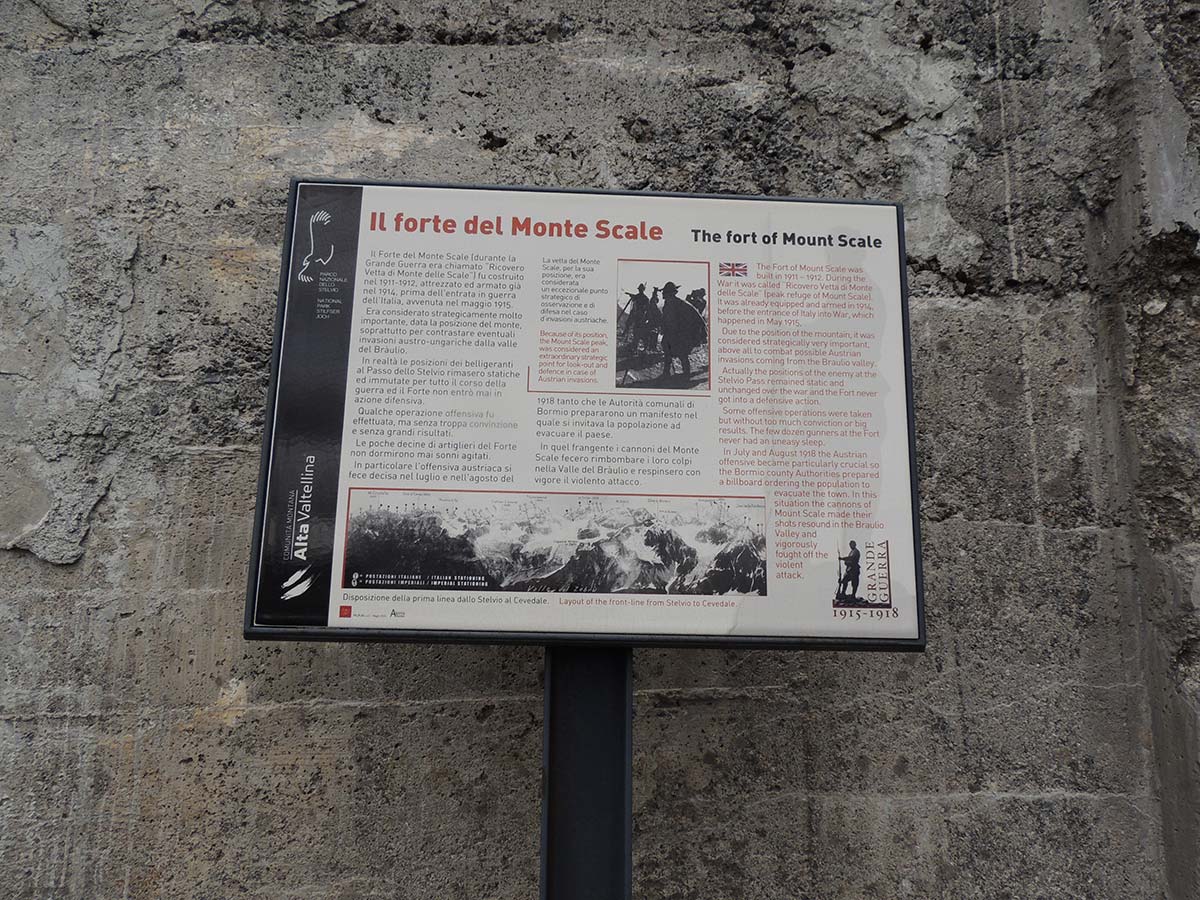 Il forte del Monte Scale
The fort of Mount Scale
PARCO
NAZIONALE
DELLO
STELVIO
NATIONAL
PARK
STILFSER
JOCH
COMUNITÀ MONTANA
Alta Valtellina
Il Forte del Monte Scale (durante la
Grande Guerra era chiamato "Ricovero
Vetta di Monte delle Scale") fu costruito
nel 1911-1912, attrezzato ed armato già
nel 1914, prima dell'entrata in guerra
dell'Italia, avvenuta nel maggio 1915.
Era considerato strategicamente molto
importante, data la posizione del monte,
soprattutto per contrastare eventuali
invasioni austro-ungariche dalla valle
del Bràulio.
In realtà le posizioni dei belligeranti
al Passo dello Stelvio rimasero statiche
ed immutate per tutto il corso della
guerra ed il Forte non entrò mai in
azione difensiva.
Qualche operazione offensiva fu
effettuata, ma senza troppa convinzione
e senza grandi risultati.
Le poche decine di artiglieri del Forte
non dormirono mai sonni agitati.
In particolare l'offensiva austriaca si
fece decisa nel luglio e nell'agosto del
La vetta del Monte
Scale, per la sua
posizione, era
considerata
un eccezionale punto
strategico di
osservazione e di
difesa nel caso
d'invasioni austriache.
Because of its position,
the Mount Scale peak,
was considered an
extraordinary strategic
point for look-out and
defence in case of
Austrian invasions.
1918 tanto che le Autorità comunali di
Bormio prepararono un manifesto nel
quale si invitava la popolazione ad
evacuare il paese.
In quel frangente i cannoni del Monte
Scale fecero rimbombare i loro colpi
nella Valle del Bràulio e respinsero con
vigore il violento attacco.
The Fort of Mount Scale was
built in 1911 – 1912. During the
War it was called "Ricovero Vetta di Monte
delle Scale" (peak refuge of Mount Scale).
It was already equipped and armed in 1914,
before the entrance of Italy into War, which
happened in May 1915.
Due to the position of the mountain, it was
considered strategically very important,
above all to combat possible Austrian
invasions coming from the Braulio valley.
Actually the positions of the enemy at the
Stelvio Pass remained static and
unchanged over the war and the Fort never
got into a defensive action.
Some offensive operations were taken
but without too much conviction or big
results. The few dozen gunners at the Fort
never had an uneasy sleep.
In July and August 1918 the Austrian
offensive became particularly crucial so
the Bormio county Authorities prepared
a billboard ordering the population to
evacuate the town. In this
situation the cannons of
Mount Scale made their
shots resound in the Braulio
Valley and
vigorously
fought off the
violent
attack.
POSTAZIONI ITALIANE / ITALIAN STATIONING
POSTAZIONI IMPERIALI / IMPERIAL STATIONING
Disposizione della prima linea dallo Stelvio al Cevedale. Layout of the front-line from Stelvio to Cevedale.
GRANDE
GUERRA
1915-1918